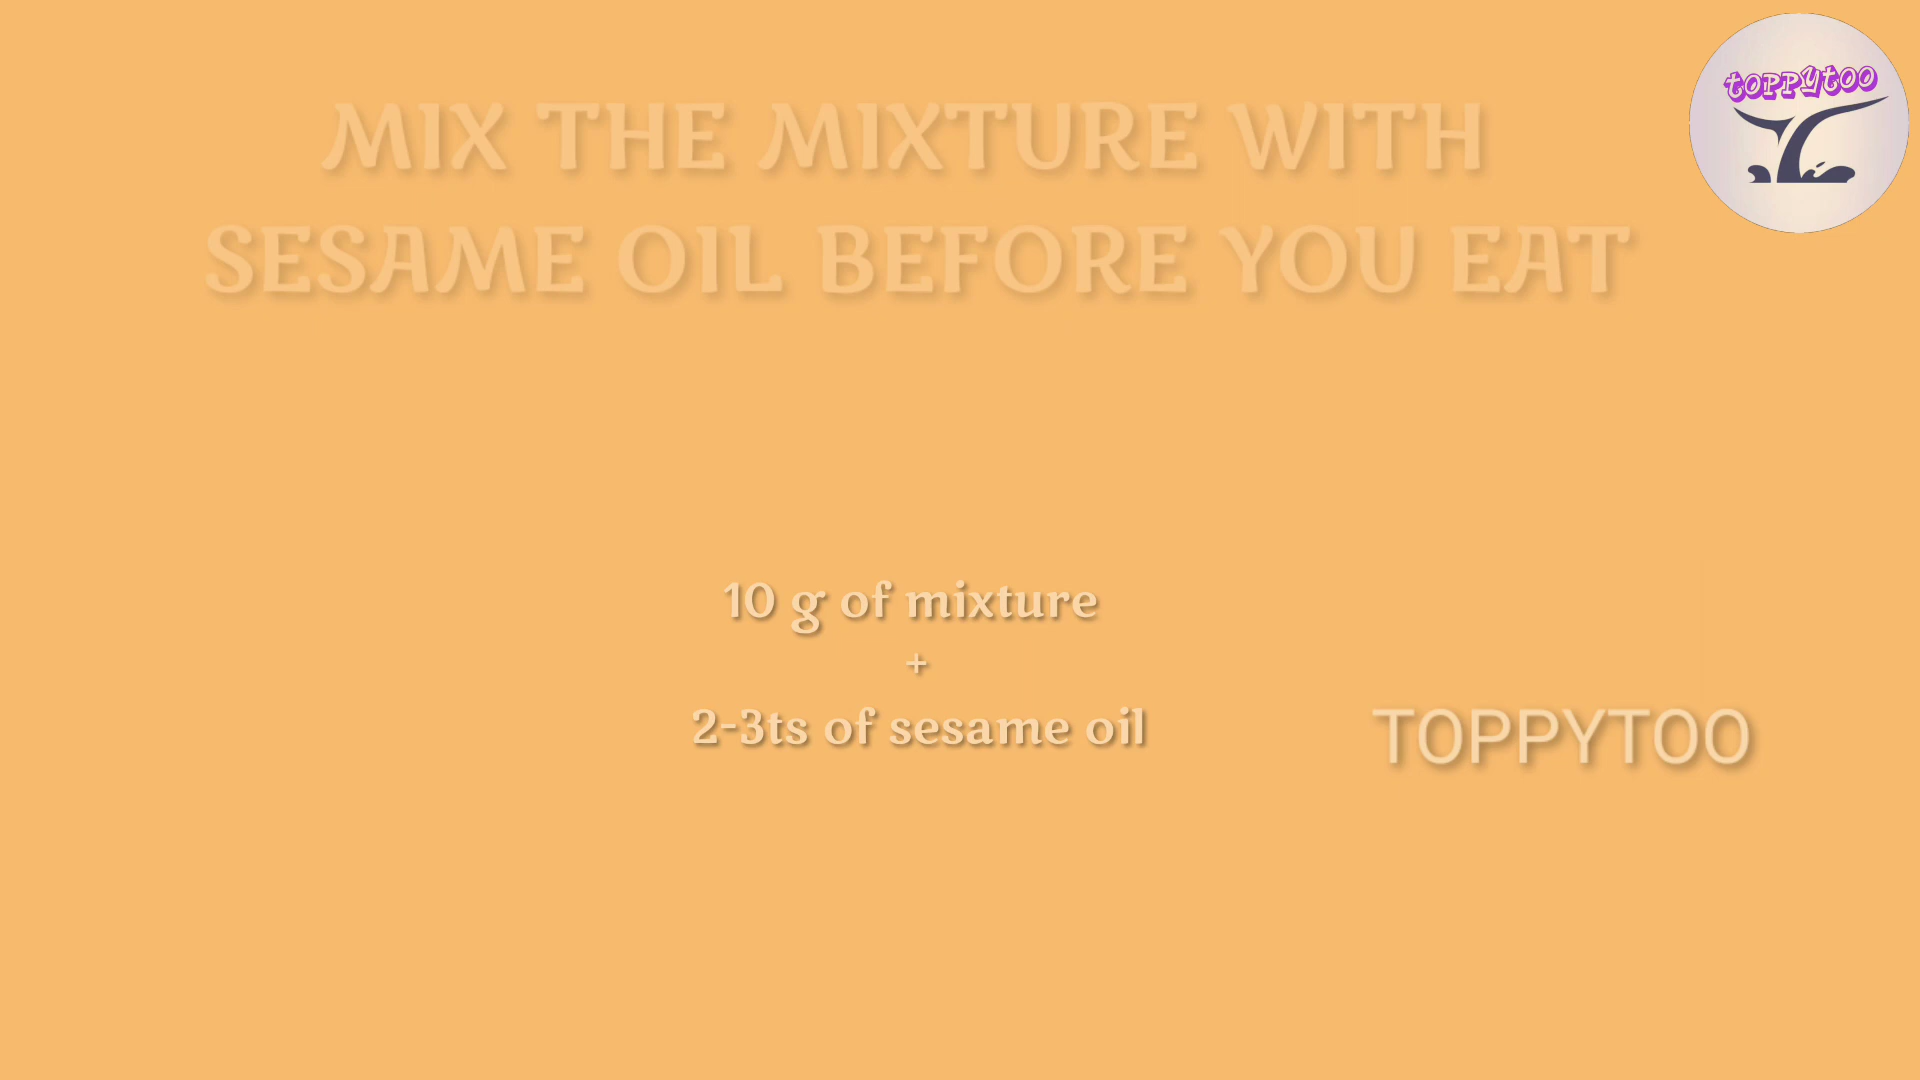 toppytoo
MIX THE MIXTURE WITH
SESAME OIL BEFORE YOU EAT
10 g of mixture
+
2-3ts of sesame oil
TOPPYTOO